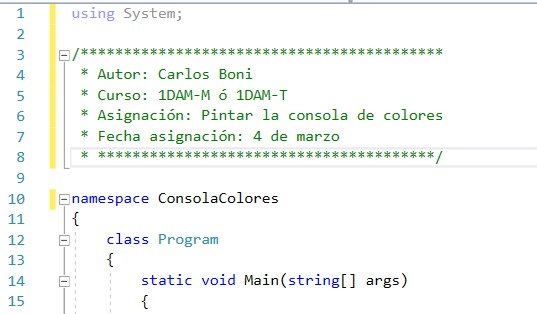 1 using System;
2
3 /******************************************
4 * Autor: Carlos Boni
5 * Curso: 1DAM-M ó 1DAM-T
6 * Asignación: Pintar la consola de colores
7 * Fecha asignación: 4 de marzo
8 * ***************************************/
9
10 namespace ConsolaColores
11 {
12 class Program
13 {
14 static void Main(string[] args)
15 {